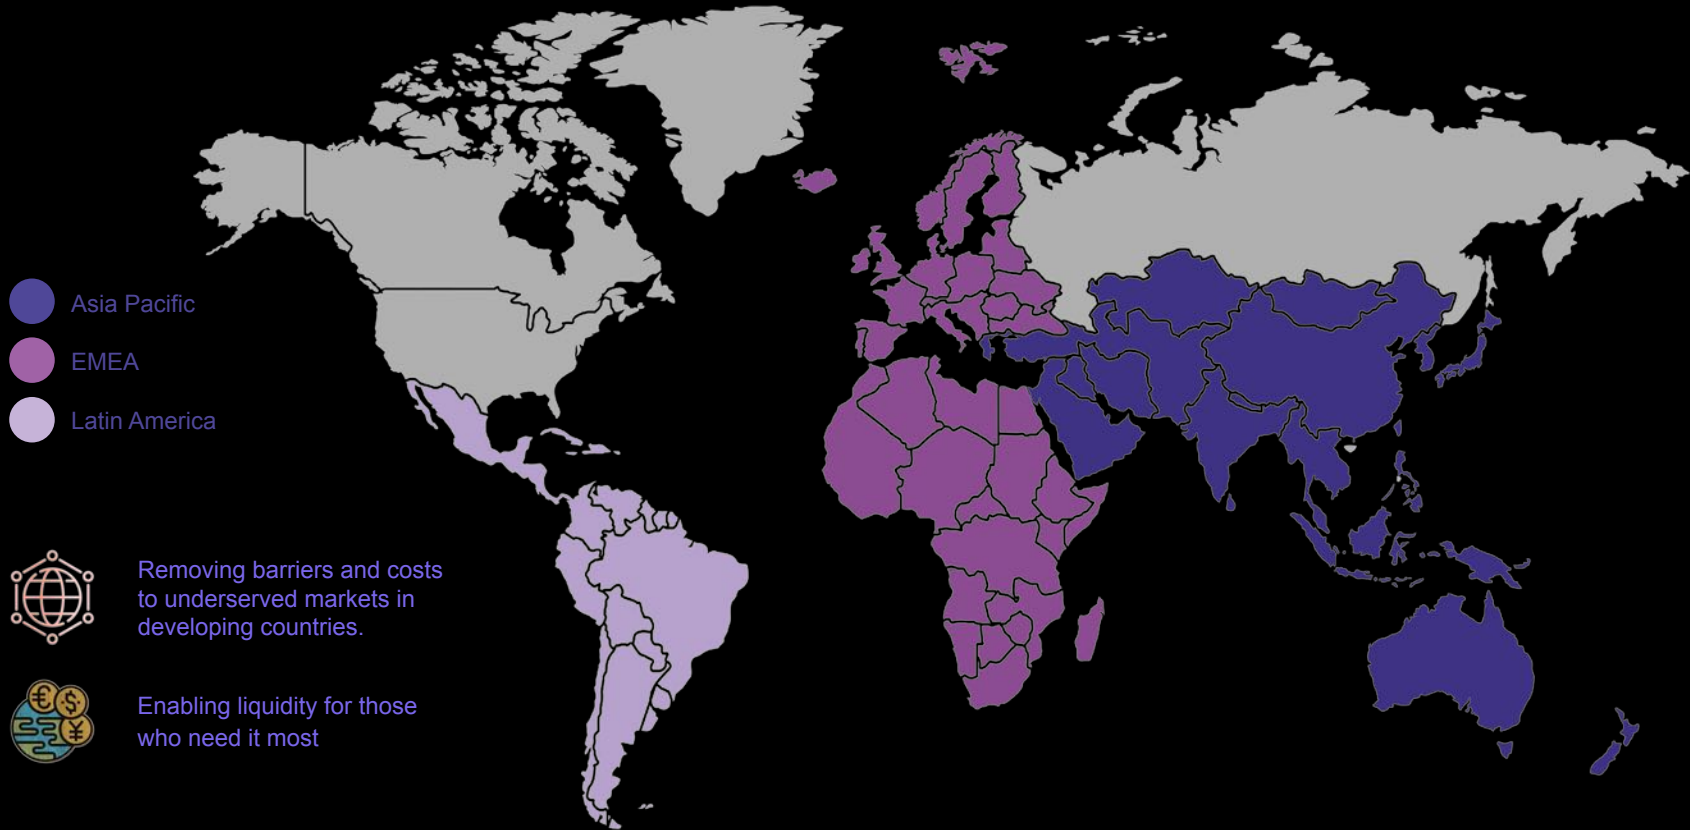 Asia Pacific
EMEA
Latin America
Removing barriers and costs
to underserved markets in
developing countries.
€ $
¥
Enabling liquidity for those
who need it most